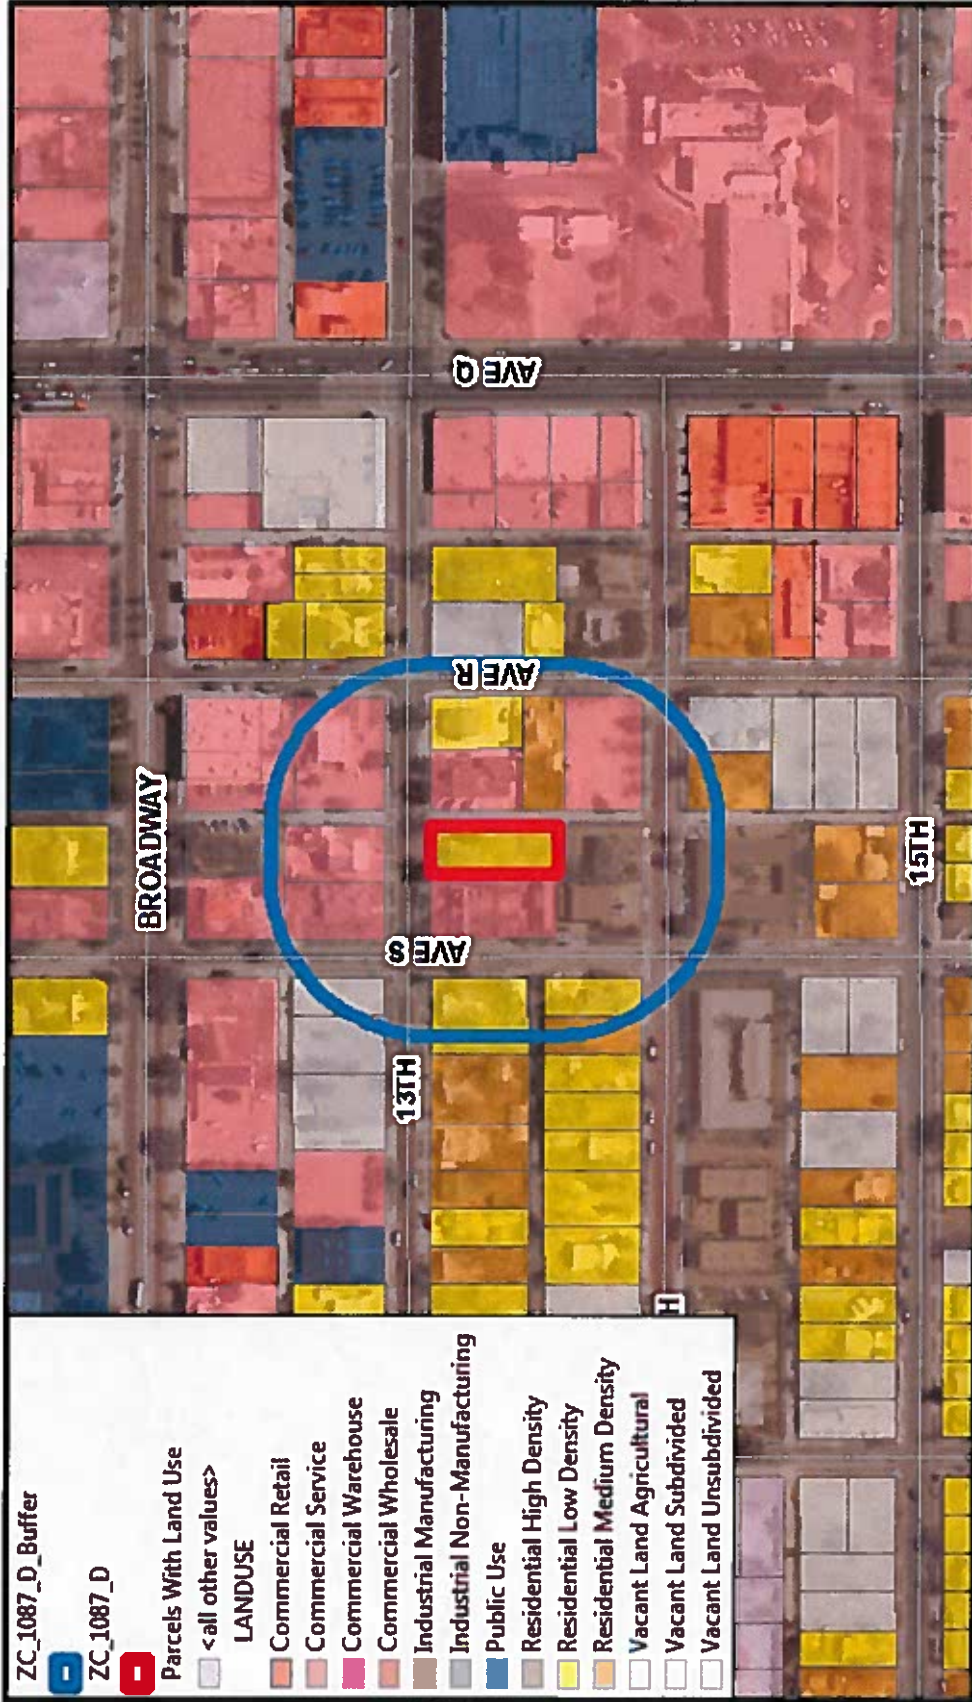 ZC_1087_D_Buffer
ZC_1087_D
Parcels With Land Use
<all other values>
LANDUSE
Commercial Retail
Commercial Service
Commercial Warehouse
Commercial Wholesale
Industrial Manufacturing
Industrial Non-Manufacturing
Public Use
Residential High Density
Residential Low Density
Residential Medium Density
Vacant Land Agricultural
Vacant Land Subdivided
Vacant Land Unsubdivided
BROADWAY
13TH
H
15TH
AVE S
AVE R
AVE Q